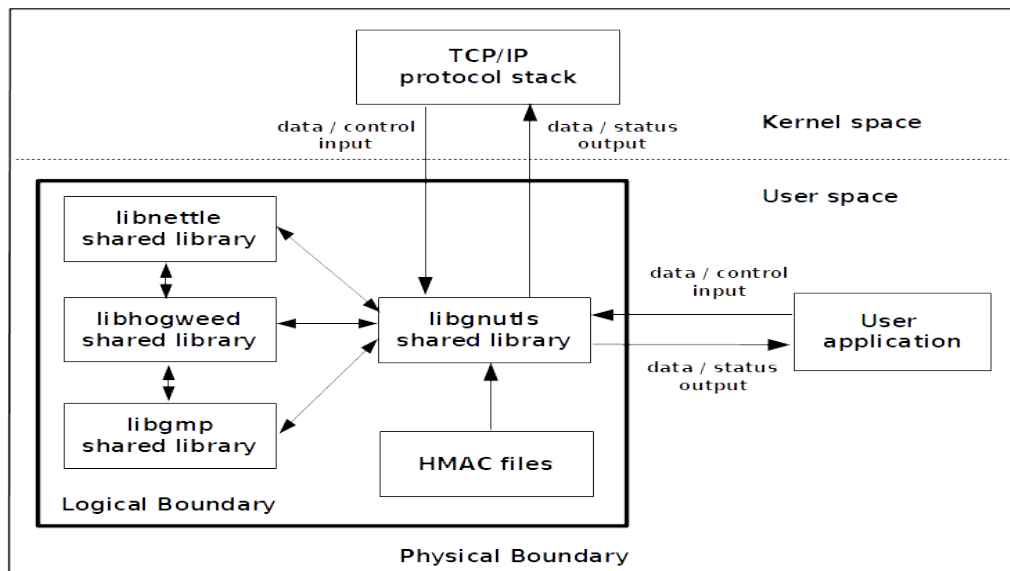 TCP/IP
protocol stack
data / control
input
data / status
output
Kernel space
User space
libnettle
shared library
libhogweed
shared library
libgmp
shared library
libgnutls
shared library
HMAC files
data / control
input
data / status
output
User
application
Logical Boundary
Physical Boundary